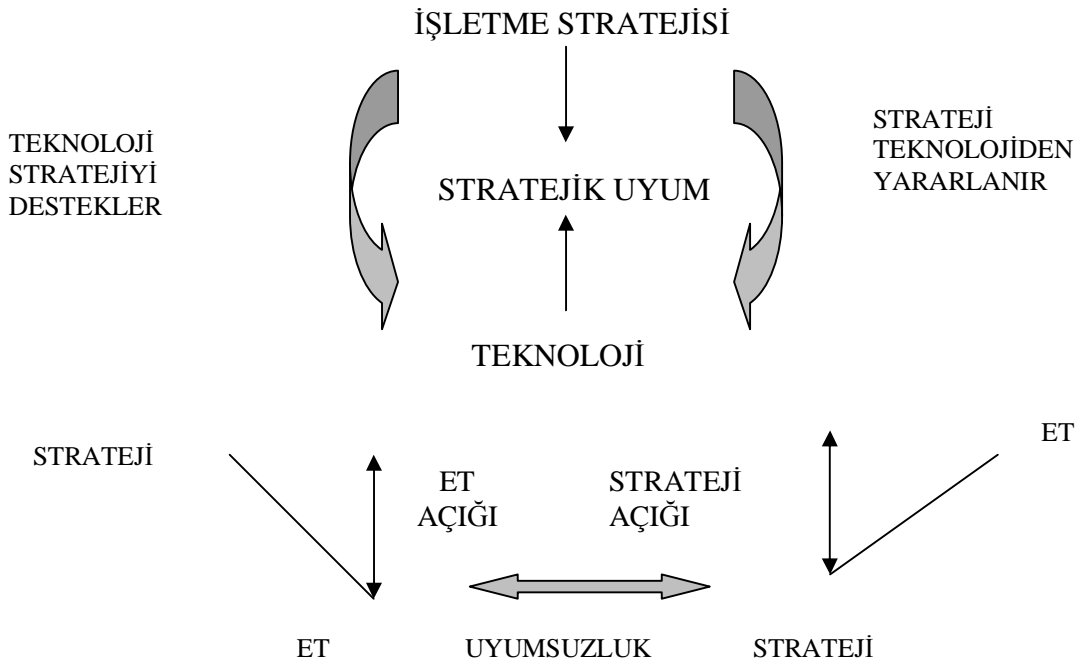 İŞLETME STRATEJİSİ
TEKNOLOJİ
STRATEJİYİ
DESTEKLER
STRATEJİK UYUM
STRATEJİ
TEKNOLOJİDEN
YARARLANIR
TEKNOLOJİ
STRATEJİ
ET
AÇIĞI
STRATEJİ
AÇIĞI
ET
ET
UYUMSUZLUK
STRATEJİ